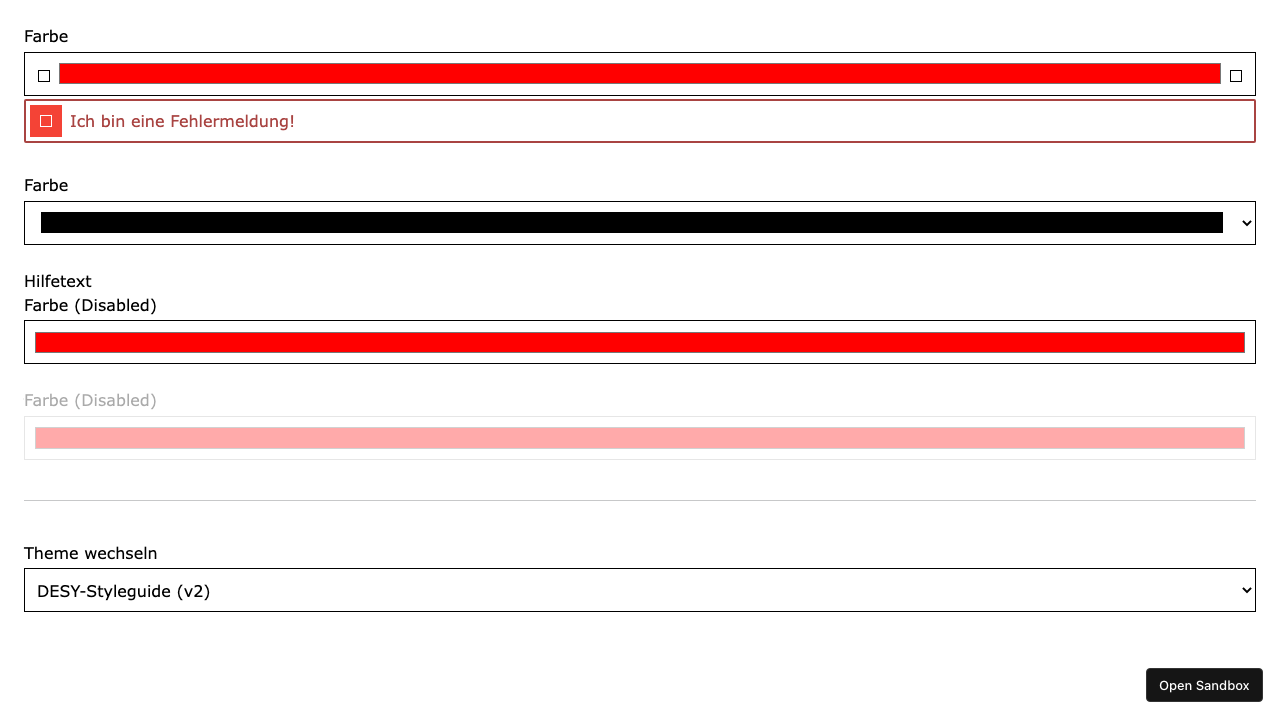 Farbe
Ich bin eine Fehlermeldung!
Farbe
Hilfetext
Farbe (Disabled)
Farbe (Disabled)
Theme wechseln
DESY-Styleguide (v2)
Open Sandbox